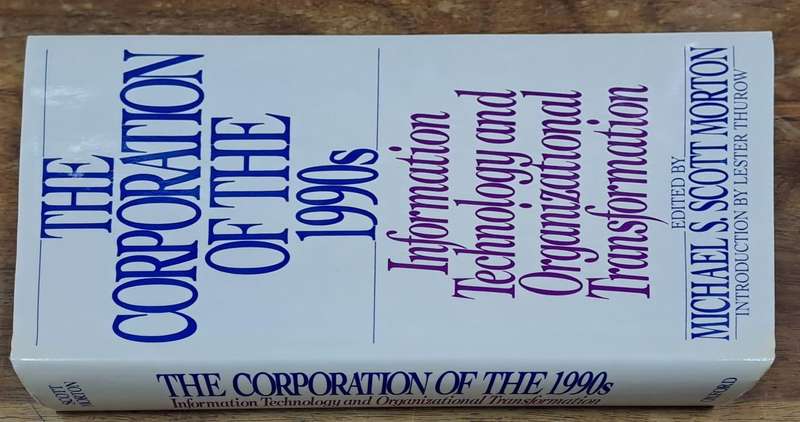 THE
CORPORATION
OF THE
1990s
Information
Technology and
Organizational
Transformation
EDITED BY
MICHAEL S. SCOTT MORTON
INTRODUCTION BY LESTER THUROW
SCOTT
MORTON
THE CORPORATION OF THE 1990s
Information Technology and Organizational Transformation
OXFORD